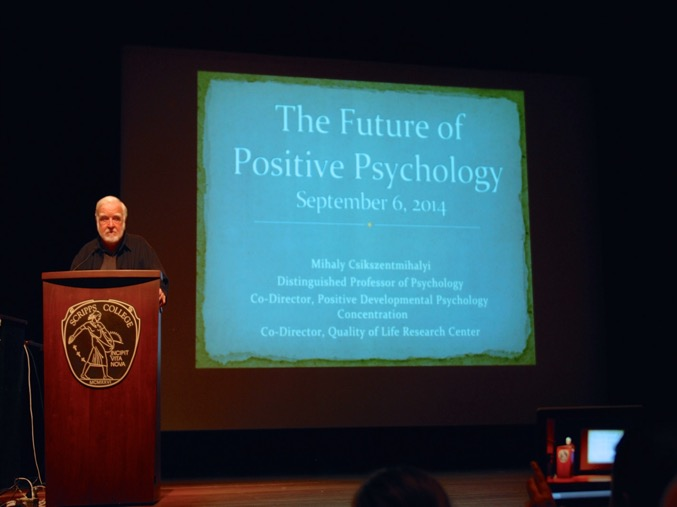 The Future of
Positive Psychology
September 6, 2014
Mihaly Csikszentmihalyi
Distinguished Professor of Psychology
Co-Director, Positive Developmental Psychology
Concentration
Co-Director, Quality of Life Research Center
SCRIPPS COLLEGE
INCIPIT
VITA
NOVA